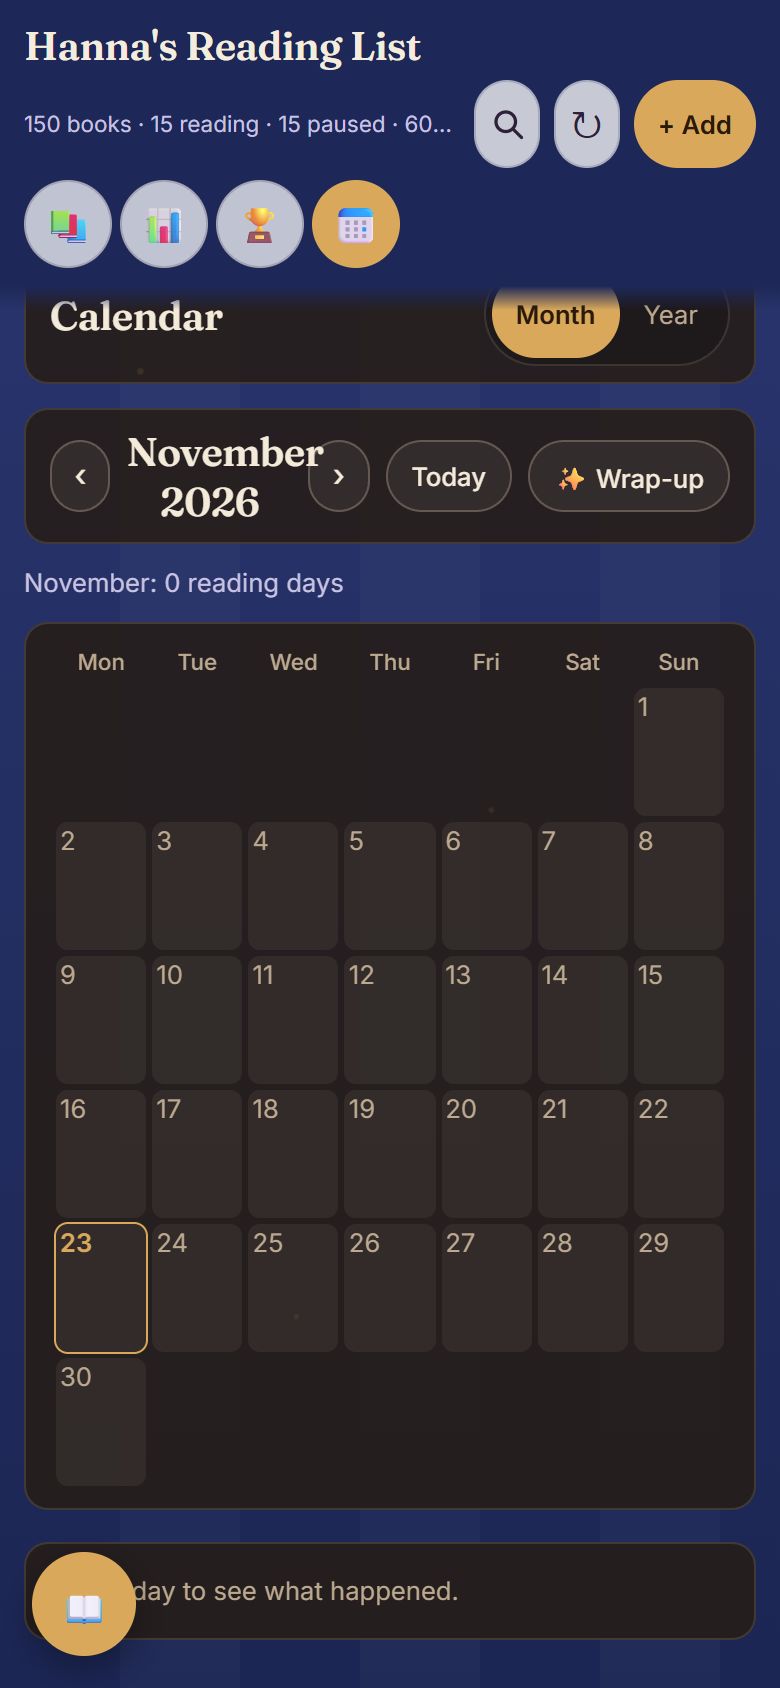 Hanna's Reading List
150 books · 15 reading · 15 paused · 60...
+ Add
Calendar
Month Year
‹ November 2026 › Today ✨ Wrap-up
November: 0 reading days
Mon Tue Wed Thu Fri Sat Sun
1
2 3 4 5 6 7 8
9 10 11 12 13 14 15
16 17 18 19 20 21 22
23 24 25 26 27 28 29
30
day to see what happened.